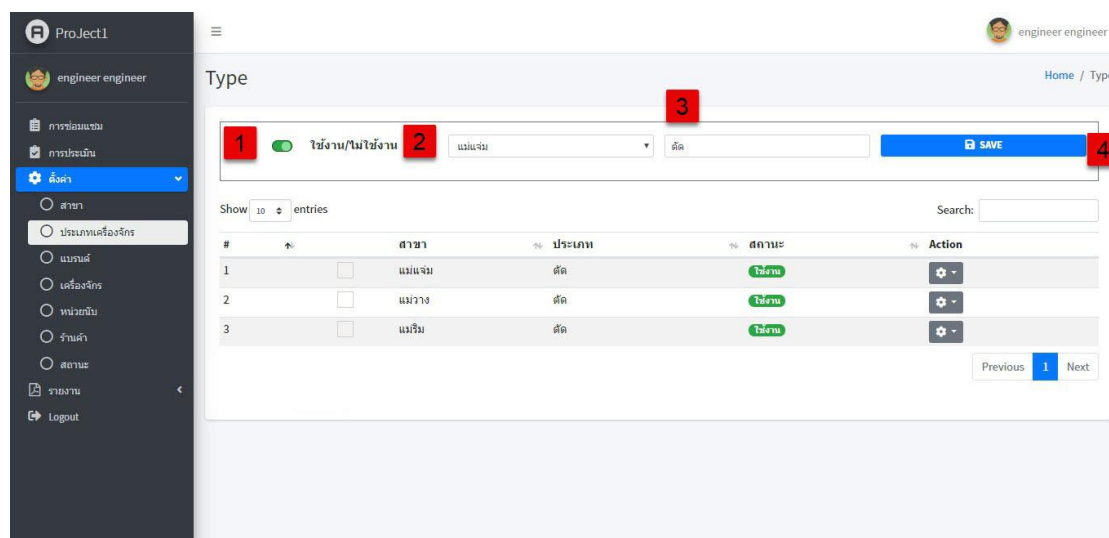 ProJect1
engineer engineer
engineer engineer
การซ่อมแซม
การประเมิน
ตั้งค่า
สาขา
ประเภทเครื่องจักร
แบรนด์
เครื่องจักร
หน่วยนับ
ร้านค้า
สถานะ
รายงาน
Logout
Type
Home / Type
1 ใช้งาน/ไม่ใช้งาน 2 แม่แจ่ม 3 ตัด SAVE 4
Show 10 entries Search:
# สาขา ประเภท สถานะ Action
1 แม่แจ่ม ตัด ใช้งาน
2 แม่วาง ตัด ใช้งาน
3 แม่ริม ตัด ใช้งาน
Previous 1 Next